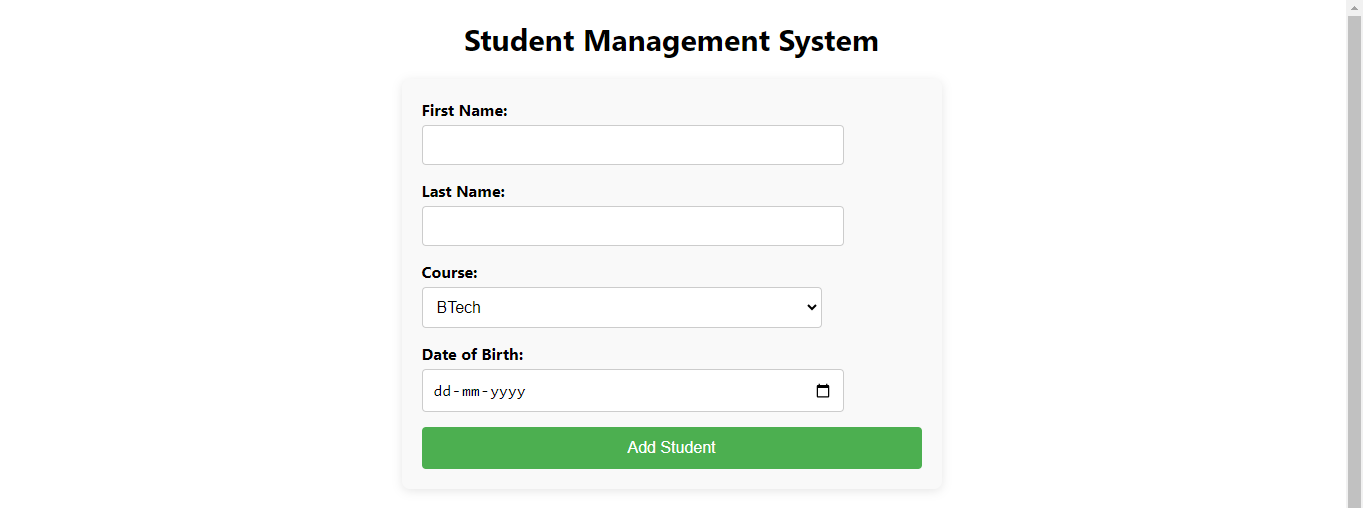 Student Management System
First Name:
Last Name:
Course:
BTech
Date of Birth:
dd-mm-yyyy
Add Student